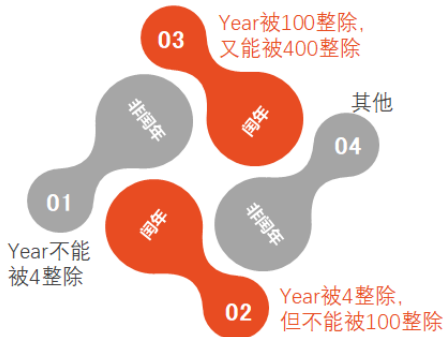 03
Year被100整除,
又能被400整除
非闰年
闰年
其他
04
01
Year不能
被4整除
闰年
非闰年
02
Year被4整除,
但不能被100整除